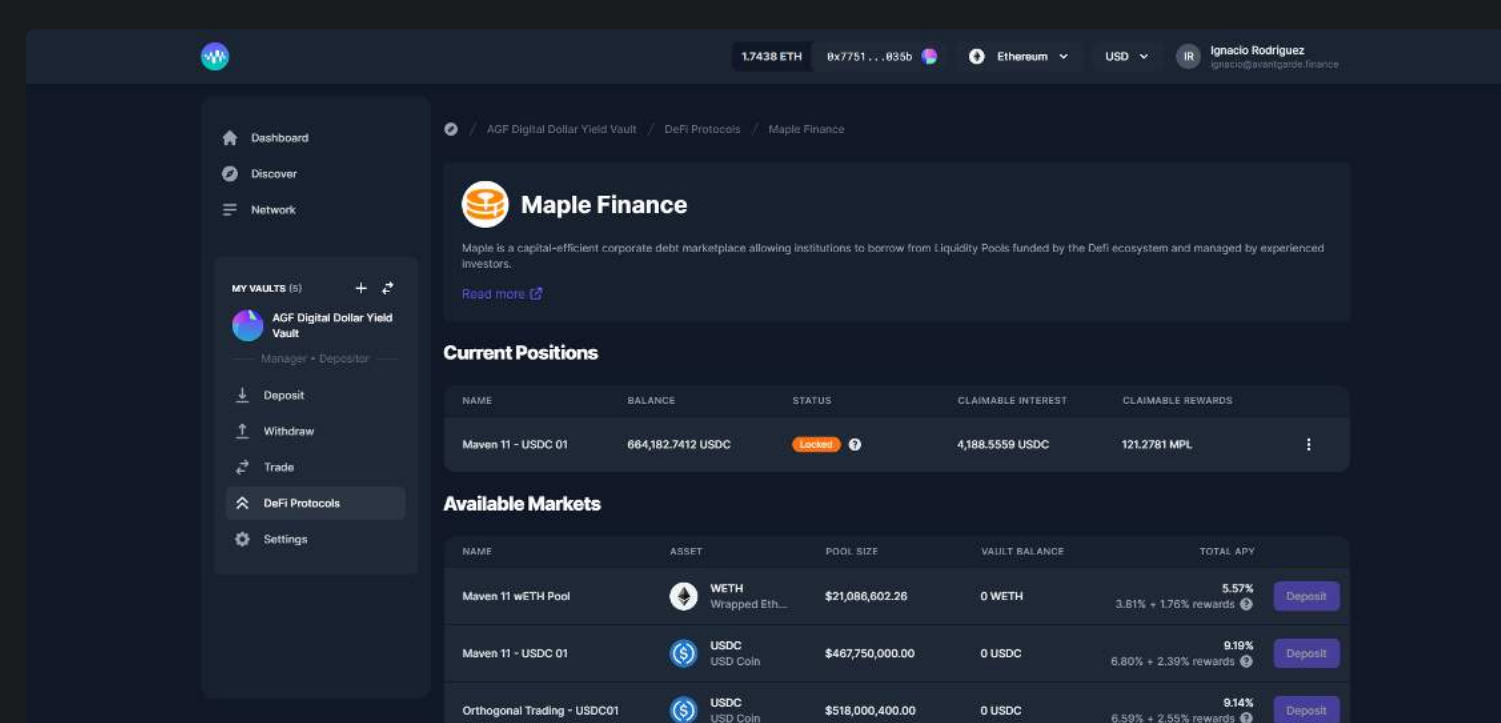 1.7438 ETH 0x7751...035b Ethereum USD IR Ignacio Rodriguez
ignacio@avantgarde.finance
Dashboard
Discover
Network
MY VAULTS (5)
AGF Digital Dollar Yield
Vault
Manager • Depositor
Deposit
Withdraw
Trade
DeFi Protocols
Settings
/ AGF Digital Dollar Yield Vault / DeFi Protocols / Maple Finance
Maple Finance
Maple is a capital-efficient corporate debt marketplace allowing institutions to borrow from Liquidity Pools funded by the Defi ecosystem and managed by experienced
investors.
Read more
Current Positions
NAME BALANCE STATUS CLAIMABLE INTEREST CLAIMABLE REWARDS
Maven 11 - USDC 01 664,182.7412 USDC Locked ? 4,188.5559 USDC 121.2781 MPL
Available Markets
NAME ASSET POOL SIZE VAULT BALANCE TOTAL APY
Maven 11 wETH Pool WETH $21,086,602.26 0 WETH 5.57% Deposit
Wrapped Eth... 3.81% + 1.76% rewards ?
Maven 11 - USDC 01 USDC $467,750,000.00 0 USDC 9.19% Deposit
USD Coin 6.80% + 2.39% rewards ?
Orthogonal Trading - USDC01 USDC $518,000,400.00 0 USDC 9.14% Deposit
USD Coin 6.59% + 2.55% rewards ?